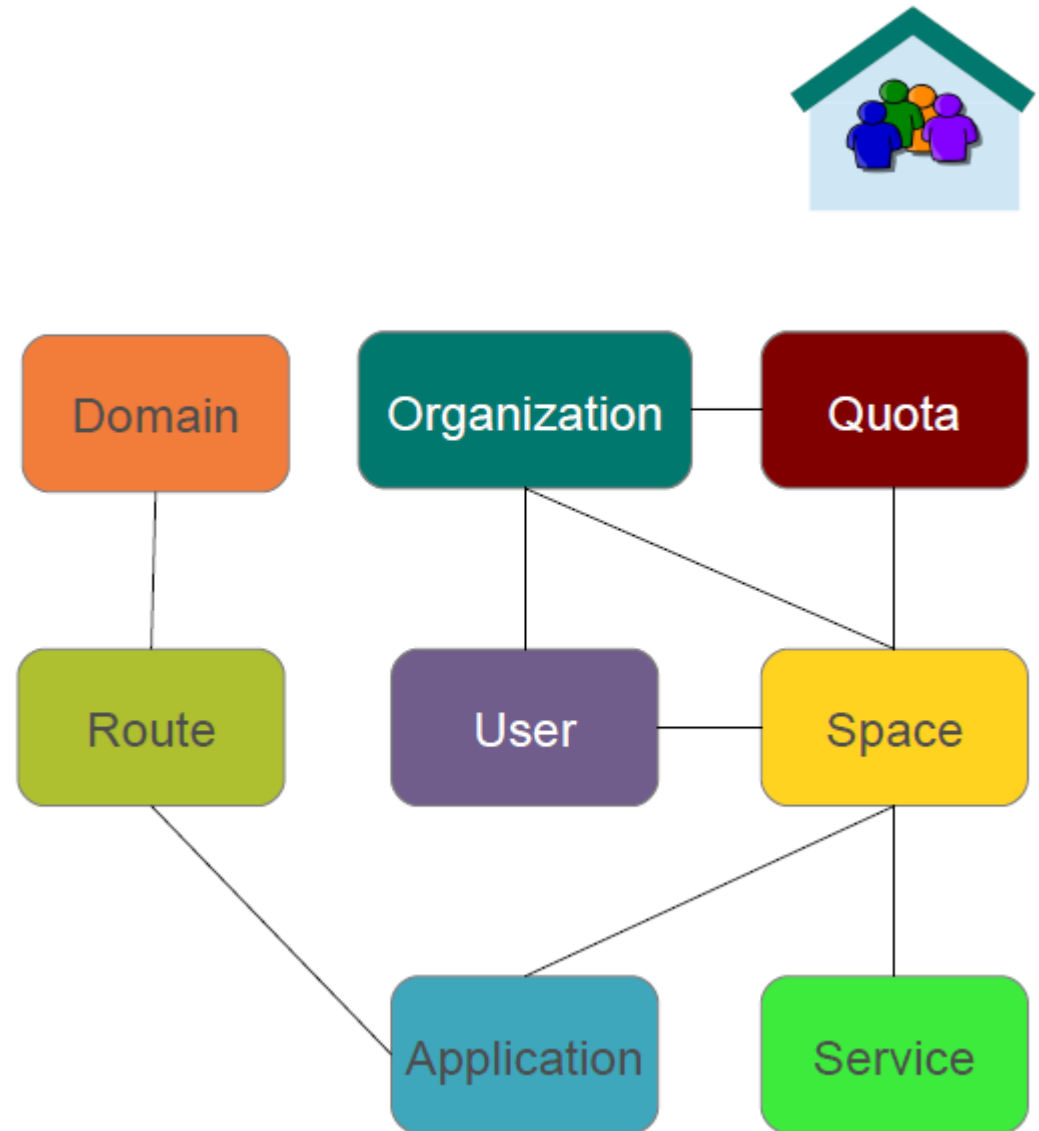 Domain
Organization
Quota
Route
User
Space
Application
Service